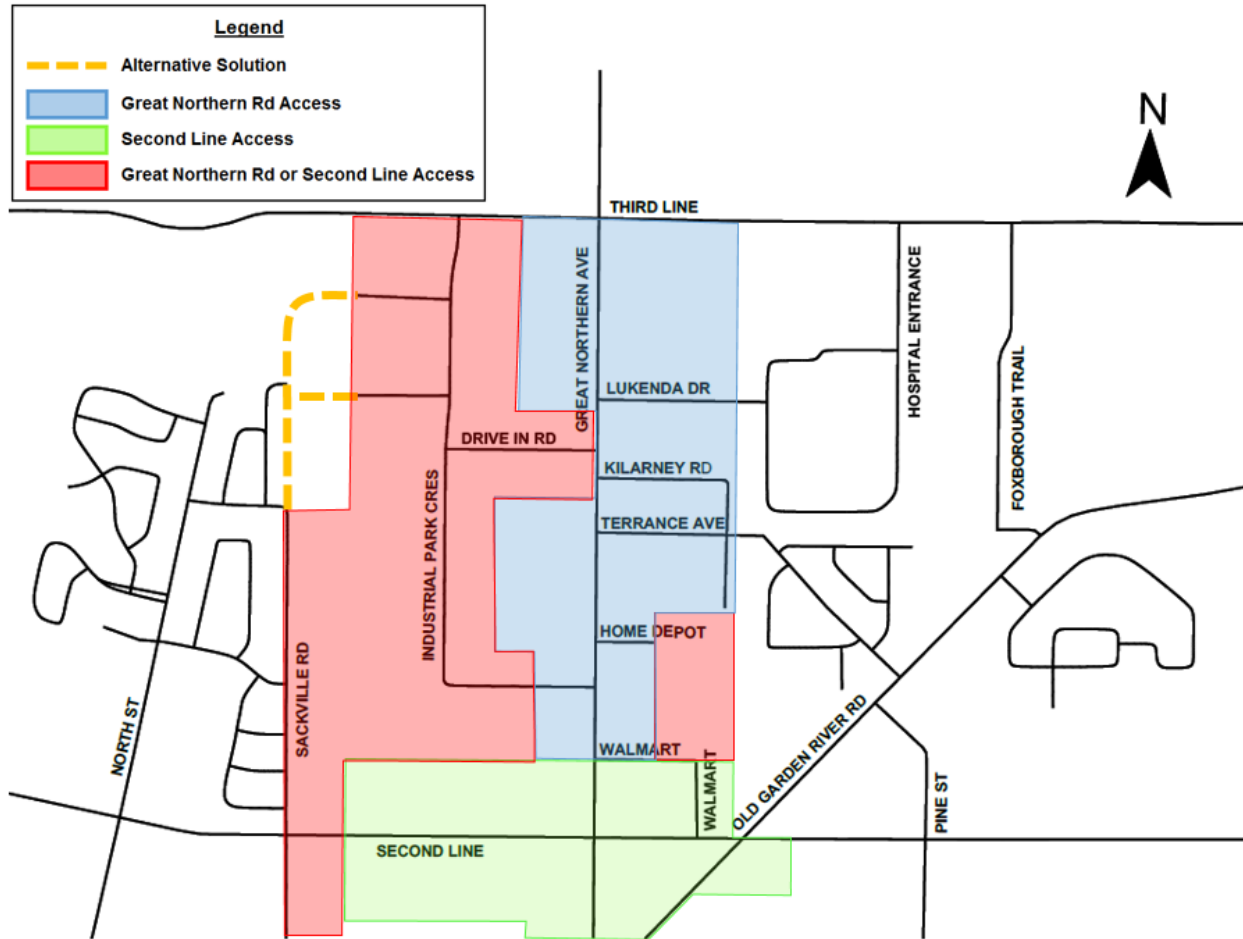 Legend
Alternative Solution
Great Northern Rd Access
Second Line Access
Great Northern Rd or Second Line Access
N
THIRD LINE
GREAT NORTHERN AVE
HOSPITAL ENTRANCE
FOXBOROUGH TRAIL
LUKENDA DR
DRIVE IN RD
KILARNEY RD
INDUSTRIAL PARK CRES
TERRANCE AVE
HOME DEPOT
SACKVILLE RD
NORTH ST
WALMART
WALMART
OLD GARDEN RIVER RD
PINE ST
SECOND LINE